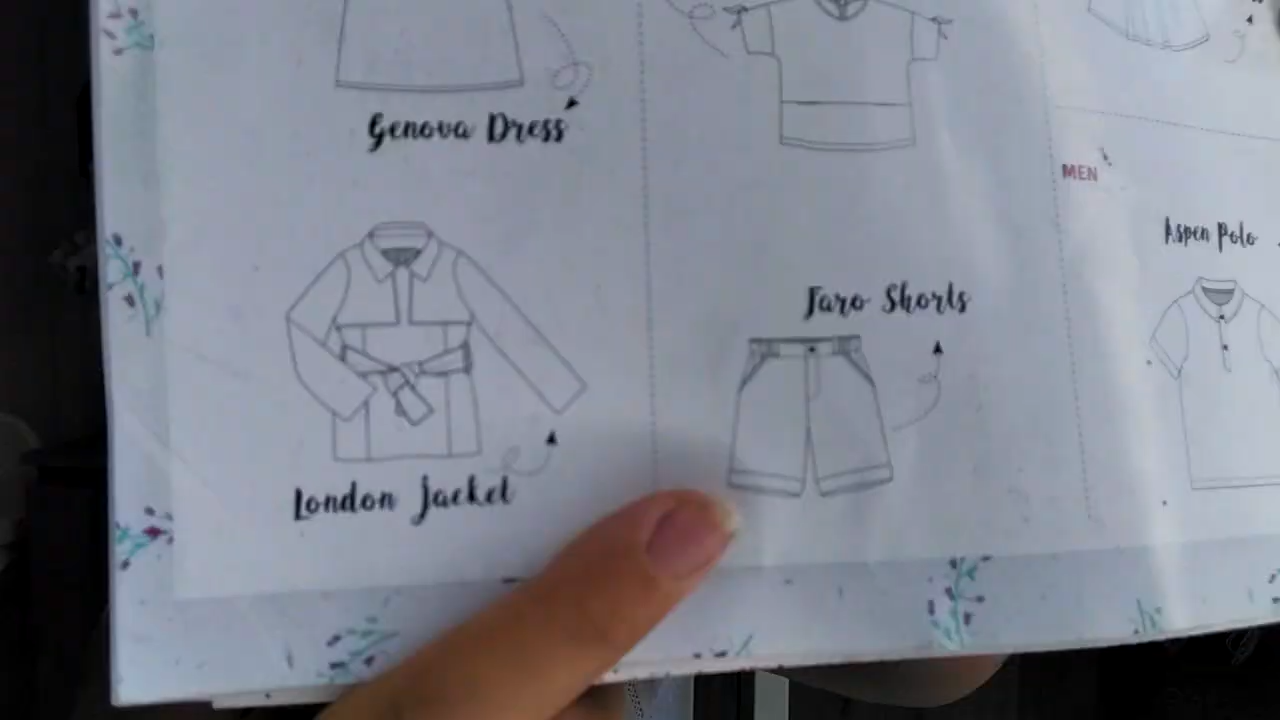 Genova Dress
MEN
Aspen Polo
Faro Shorts
London Jacket